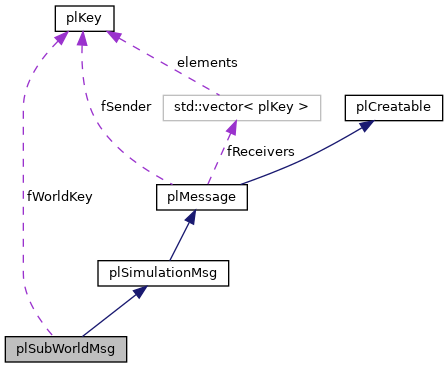 plKey
elements
fSender
std::vector< plKey >
plCreatable
fReceivers
fWorldKey
plMessage
plSimulationMsg
plSubWorldMsg